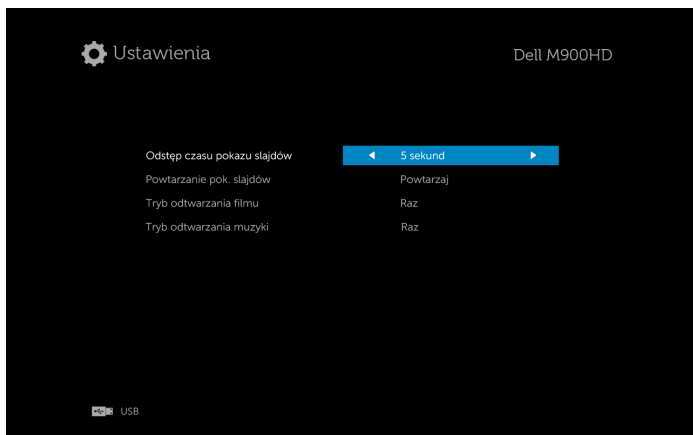 Ustawienia
Dell M900HD
Odstęp czasu pokazu slajdów 5 sekund
Powtarzanie pok. slajdów Powtarzaj
Tryb odtwarzania filmu Raz
Tryb odtwarzania muzyki Raz
USB